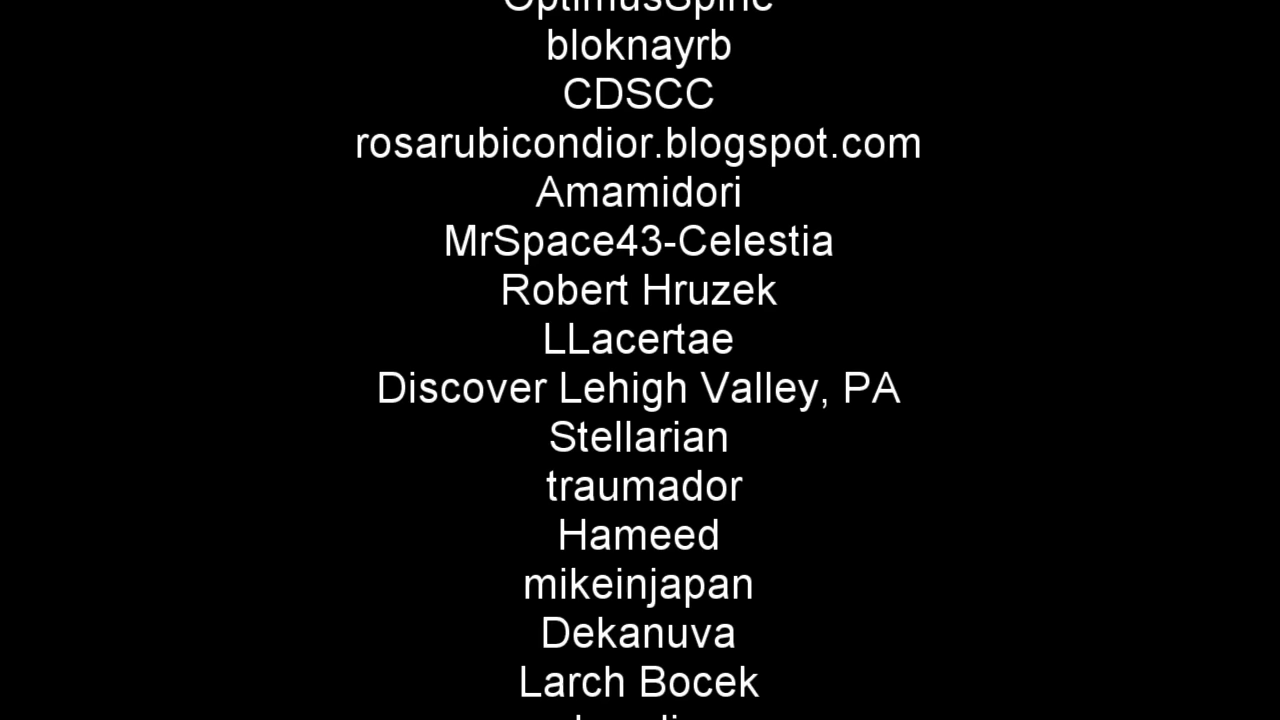 bloknayrb
CDSCC
rosarubicondior.blogspot.com
Amamidori
MrSpace43-Celestia
Robert Hruzek
LLacertae
Discover Lehigh Valley, PA
Stellarian
traumador
Hameed
mikeinjapan
Dekanuva
Larch Bocek